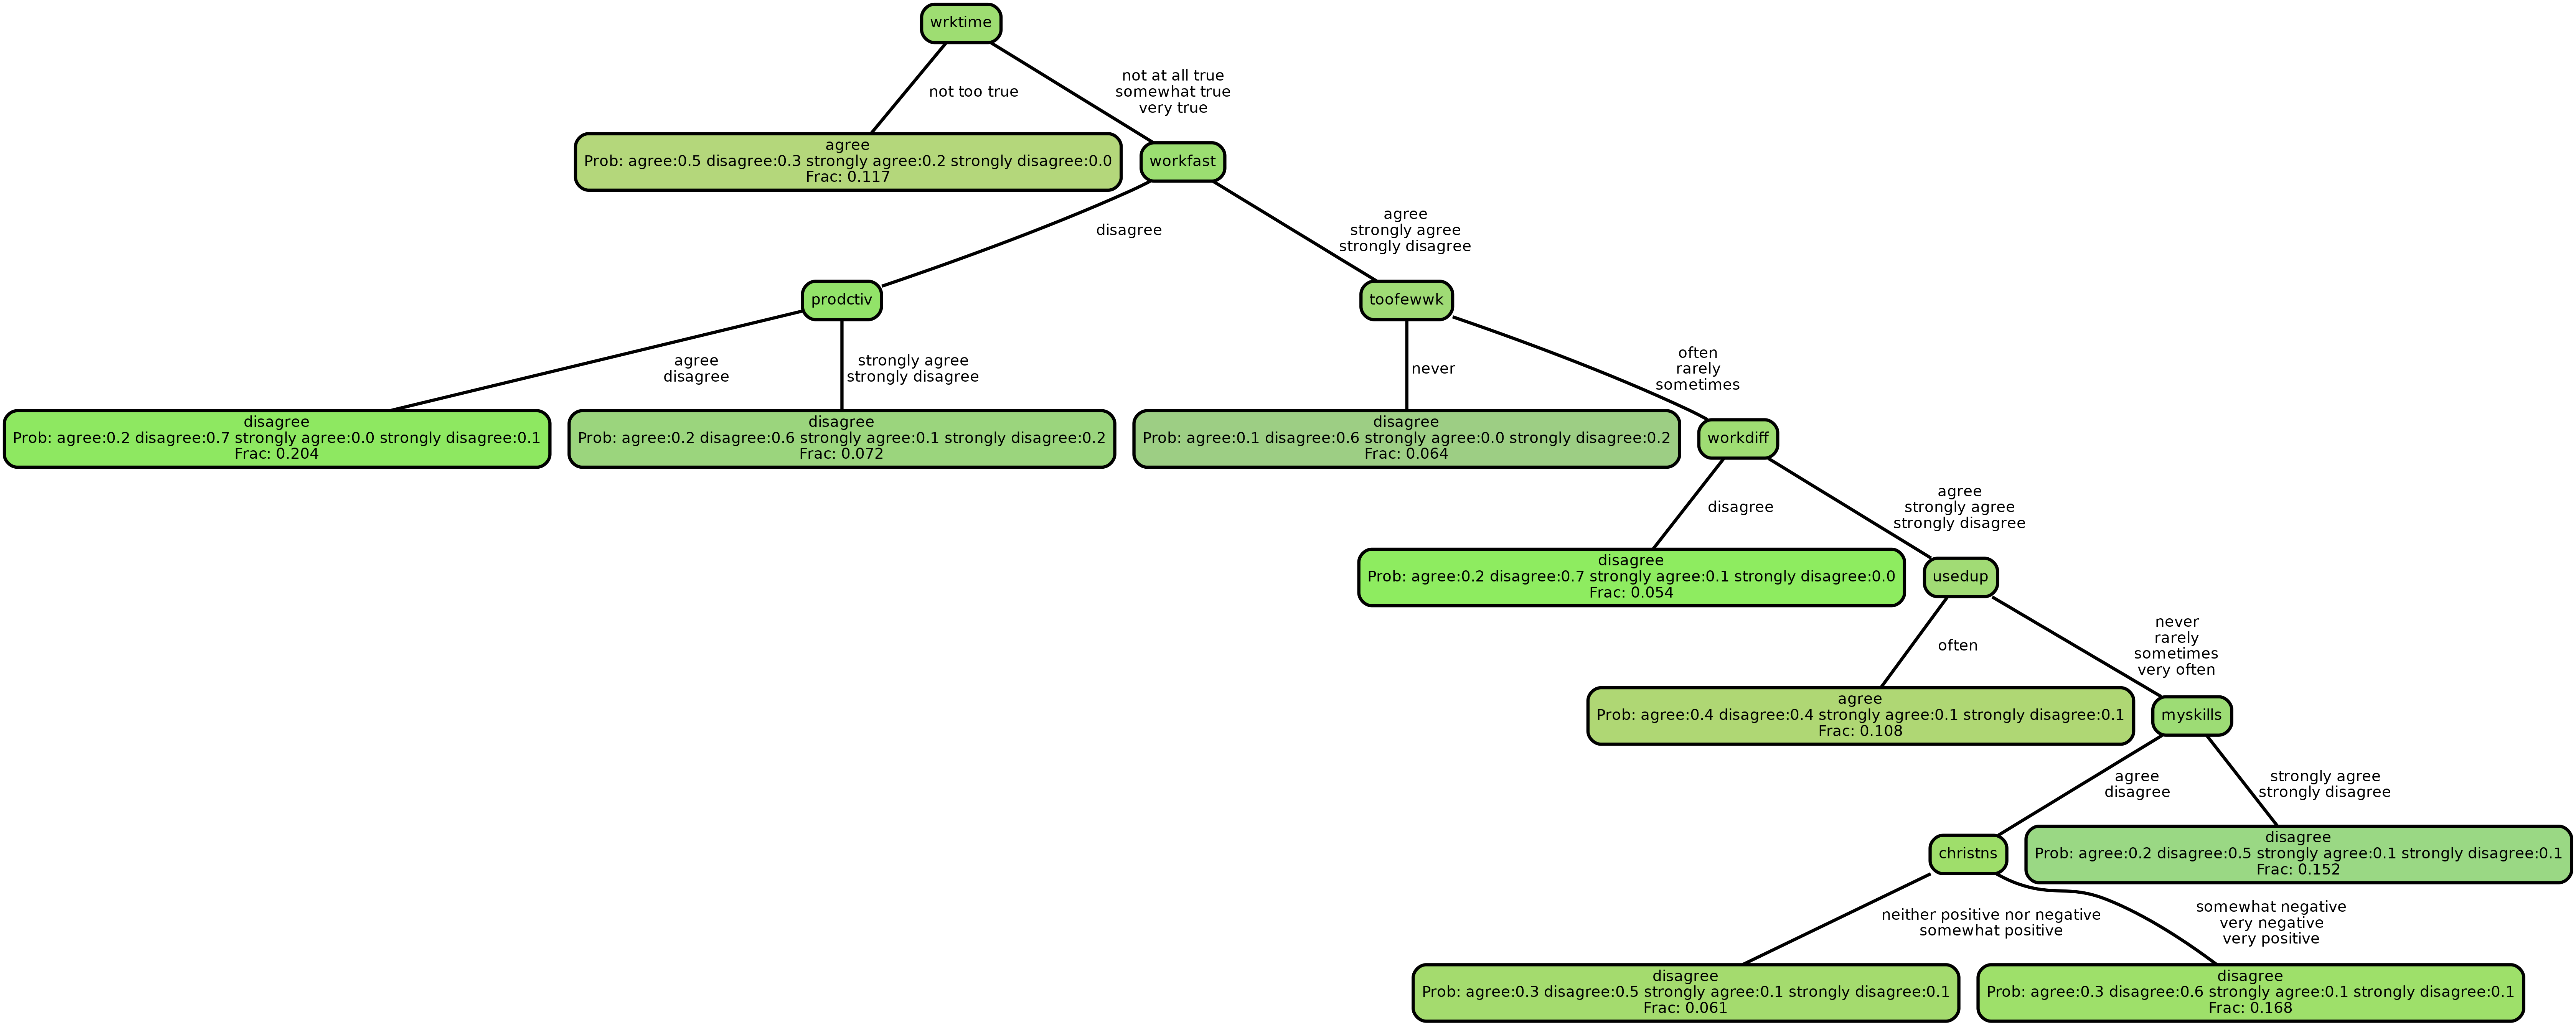 wrktime
not too true
not at all true
somewhat true
very true
agree
Prob: agree:0.5 disagree:0.3 strongly agree:0.2 strongly disagree:0.0
Frac: 0.117
workfast
disagree
agree
strongly agree
strongly disagree
prodctiv
toofewwk
agree
disagree
strongly agree
strongly disagree
never
often
rarely
sometimes
disagree
Prob: agree:0.2 disagree:0.7 strongly agree:0.0 strongly disagree:0.1
Frac: 0.204
disagree
Prob: agree:0.2 disagree:0.6 strongly agree:0.1 strongly disagree:0.2
Frac: 0.072
disagree
Prob: agree:0.1 disagree:0.6 strongly agree:0.0 strongly disagree:0.2
Frac: 0.064
workdiff
disagree
agree
strongly agree
strongly disagree
disagree
Prob: agree:0.2 disagree:0.7 strongly agree:0.1 strongly disagree:0.0
Frac: 0.054
usedup
often
never
rarely
sometimes
very often
agree
Prob: agree:0.4 disagree:0.4 strongly agree:0.1 strongly disagree:0.1
Frac: 0.108
myskills
agree
disagree
strongly agree
strongly disagree
christns
disagree
Prob: agree:0.2 disagree:0.5 strongly agree:0.1 strongly disagree:0.1
Frac: 0.152
neither positive nor negative
somewhat positive
somewhat negative
very negative
very positive
disagree
Prob: agree:0.3 disagree:0.5 strongly agree:0.1 strongly disagree:0.1
Frac: 0.061
disagree
Prob: agree:0.3 disagree:0.6 strongly agree:0.1 strongly disagree:0.1
Frac: 0.168